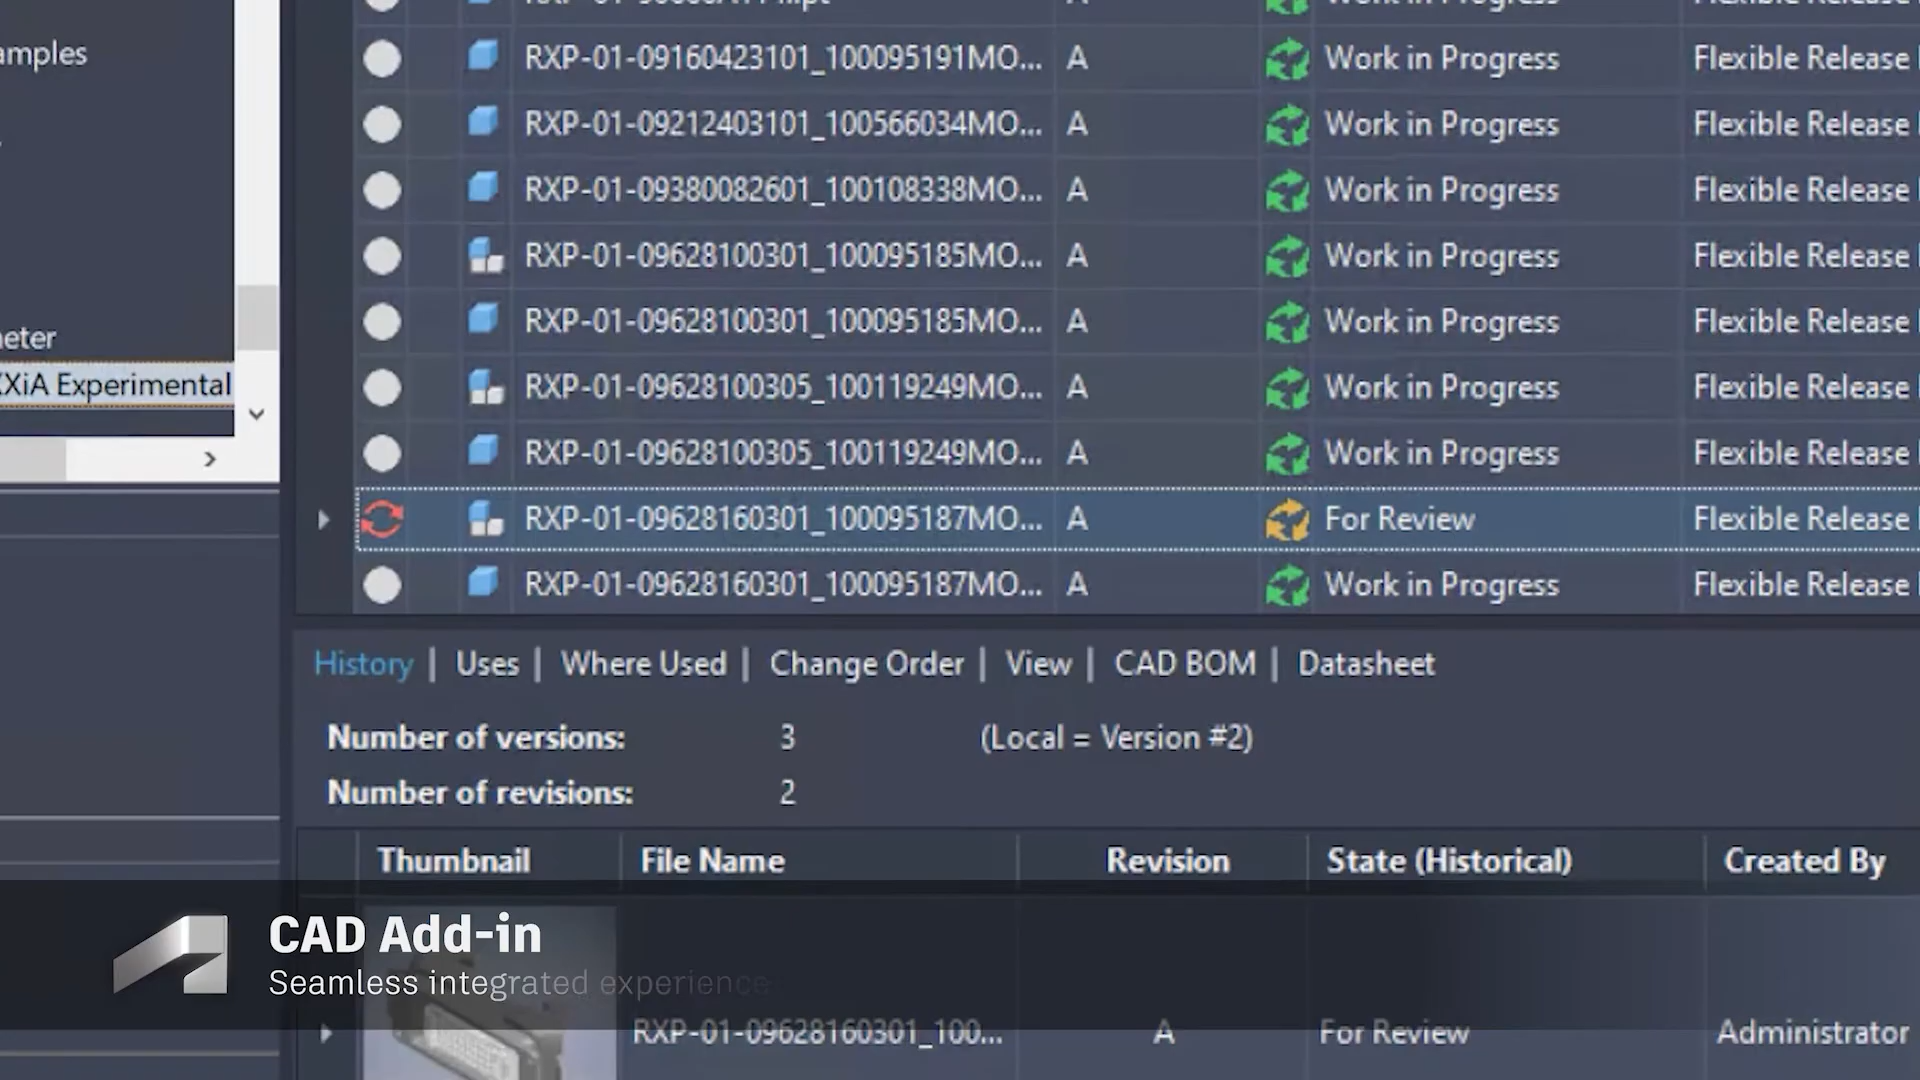 amples
eter
XiA Experimental
Work in Progress
RXP-01-09160423101_100095191MO... A Work in Progress Flexible Release
RXP-01-09212403101_100566034MO... A Work in Progress Flexible Release
RXP-01-09380082601_100108338MO... A Work in Progress Flexible Release
RXP-01-09628100301_100095185MO... A Work in Progress Flexible Release
RXP-01-09628100301_100095185MO... A Work in Progress Flexible Release
RXP-01-09628100305_100119249MO... A Work in Progress Flexible Release
RXP-01-09628100305_100119249MO... A Work in Progress Flexible Release
RXP-01-09628160301_100095187MO... A For Review Flexible Release
RXP-01-09628160301_100095187MO... A Work in Progress Flexible Release
History | Uses | Where Used | Change Order | View | CAD BOM | Datasheet
Number of versions: 3 (Local = Version #2)
Number of revisions: 2
Thumbnail File Name Revision State (Historical) Created By
CAD Add-in
Seamless integrated experience
RXP-01-09628160301_100... A For Review Administrator